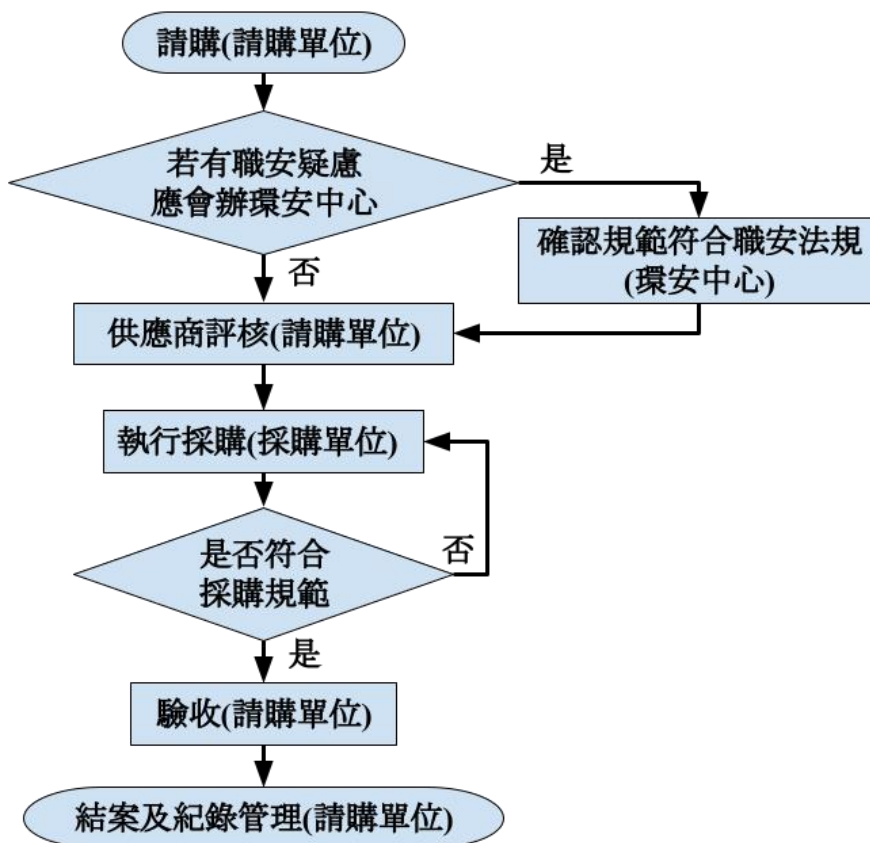 請購(請購單位)
若有職安疑慮
應會辦環安中心
是
確認規範符合職安法規
(環安中心)
否
供應商評核(請購單位)
執行採購(採購單位)
是否符合
採購規範
否
是
驗收(請購單位)
結案及紀錄管理(請購單位)